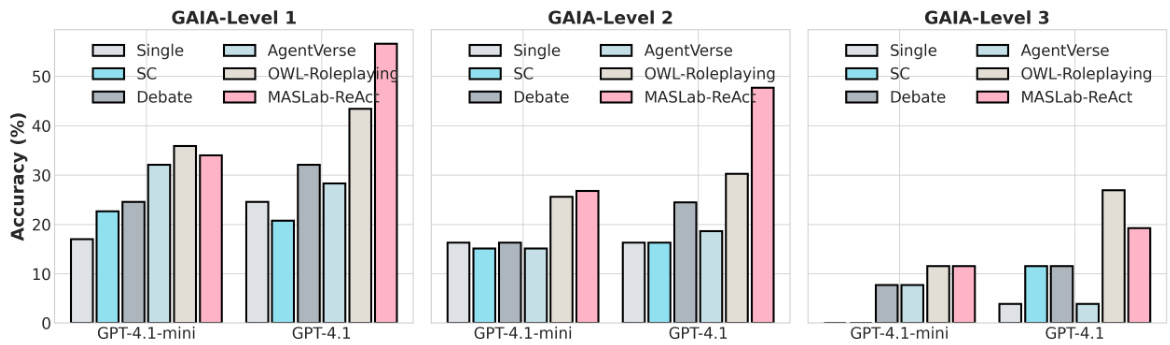 GAIA-Level 1
Single
SC
Debate
AgentVerse
OWL-Roleplaying
MASLab-ReAct
Accuracy (%)
50
40
30
20
10
0
GPT-4.1-mini
GPT-4.1
GAIA-Level 2
Single
SC
Debate
AgentVerse
OWL-Roleplaying
MASLab-ReAct
GPT-4.1-mini
GPT-4.1
GAIA-Level 3
Single
SC
Debate
AgentVerse
OWL-Roleplaying
MASLab-ReAct
GPT-4.1-mini
GPT-4.1